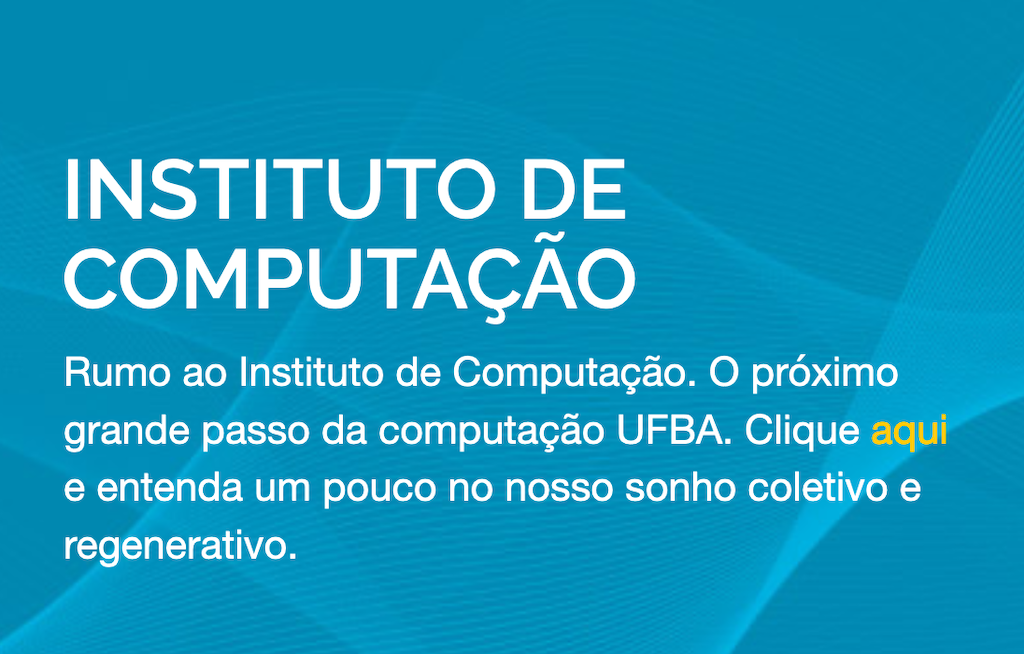 INSTITUTO DE
COMPUTAÇÃO
Rumo ao Instituto de Computação. O próximo
grande passo da computação UFBA. Clique aqui
e entenda um pouco no nosso sonho coletivo e
regenerativo.